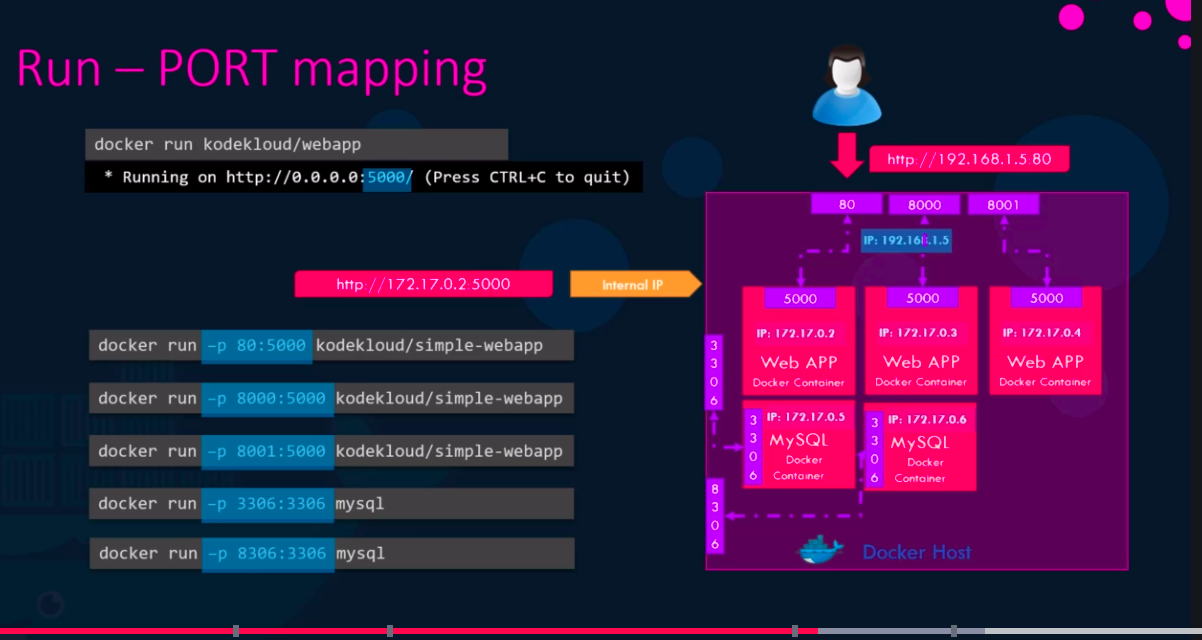 Run – PORT mapping
docker run kodekloud/webapp
* Running on http://0.0.0.0:5000/ (Press CTRL+C to quit)
http://192.168.1.5:80
80
8000
8001
IP: 192.168.1.5
http://172.17.0.2:5000
Internal IP
5000
5000
5000
IP: 172.17.0.2
IP: 172.17.0.3
IP: 172.17.0.4
Web APP
Web APP
Web APP
Docker Container
Docker Container
Docker Container
3306
docker run -p 80:5000 kodekloud/simple-webapp
docker run -p 8000:5000 kodekloud/simple-webapp
docker run -p 8001:5000 kodekloud/simple-webapp
docker run -p 3306:3306 mysql
docker run -p 8306:3306 mysql
3306
IP: 172.17.0.5
MySQL
Docker
Container
3306
IP: 172.17.0.6
MySQL
Docker
Container
8306
Docker Host